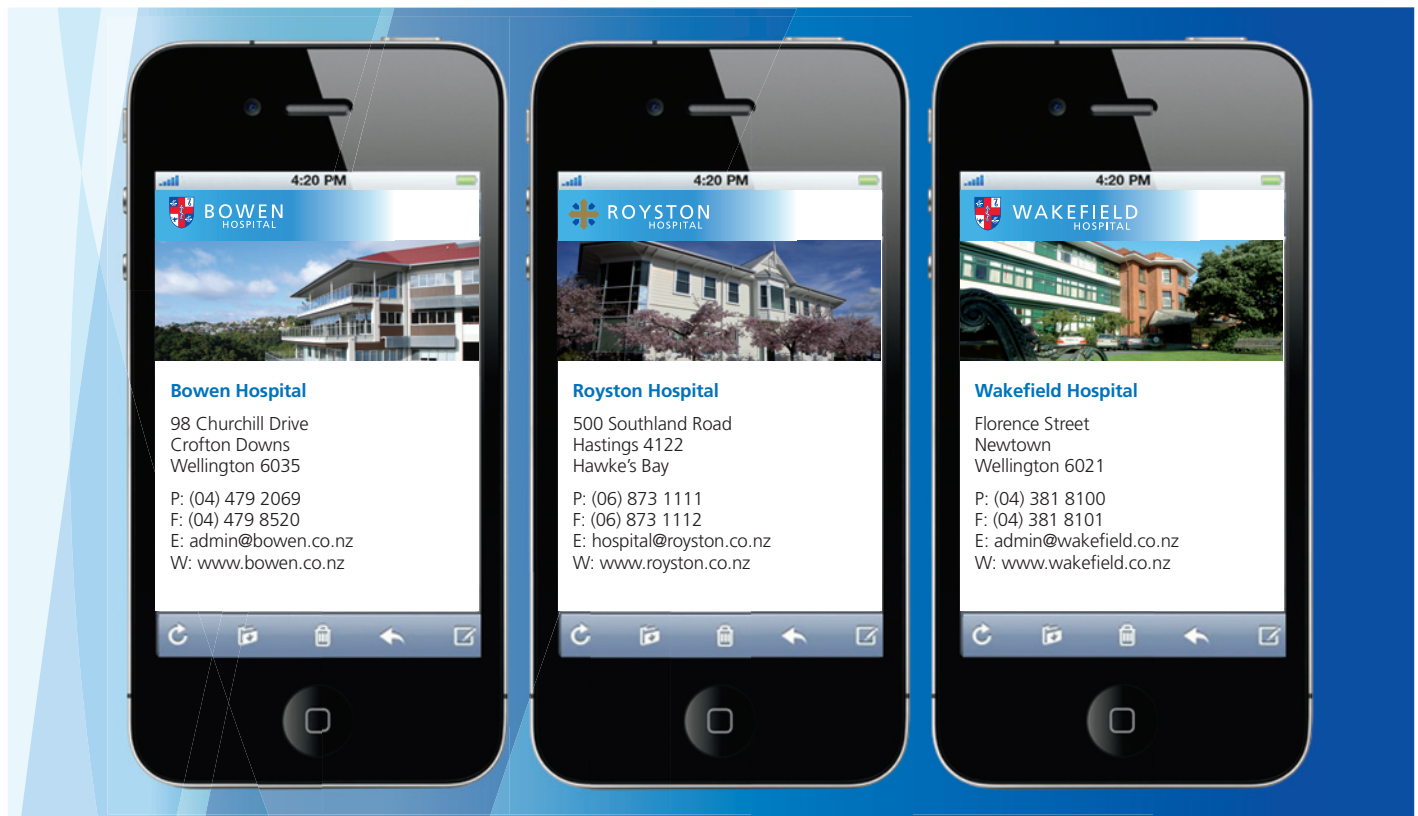 4:20 PM
BOWEN
HOSPITAL
Bowen Hospital
98 Churchill Drive
Crofton Downs
Wellington 6035
P: (04) 479 2069
F: (04) 479 8520
E: admin@bowen.co.nz
W: www.bowen.co.nz
4:20 PM
ROYSTON
HOSPITAL
Royston Hospital
500 Southland Road
Hastings 4122
Hawke's Bay
P: (06) 873 1111
F: (06) 873 1112
E: hospital@royston.co.nz
W: www.royston.co.nz
4:20 PM
WAKEFIELD
HOSPITAL
Wakefield Hospital
Florence Street
Newtown
Wellington 6021
P: (04) 381 8100
F: (04) 381 8101
E: admin@wakefield.co.nz
W: www.wakefield.co.nz